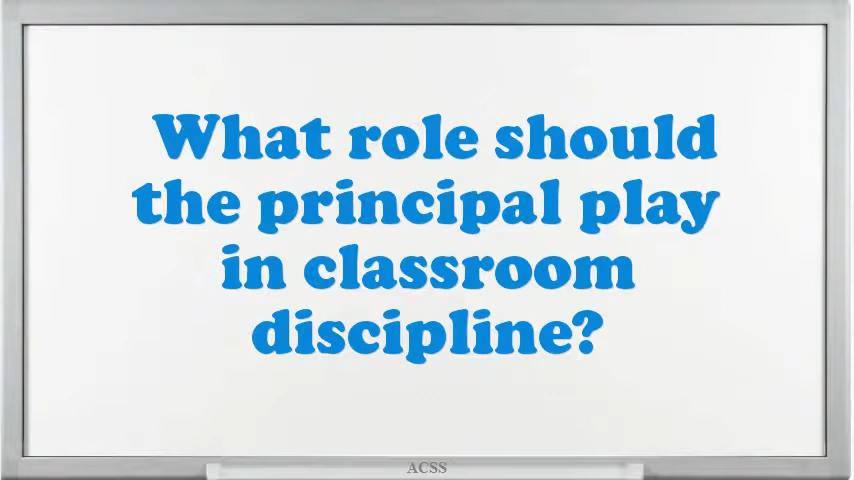 What role should
the principal play
in classroom
discipline?
ACSS